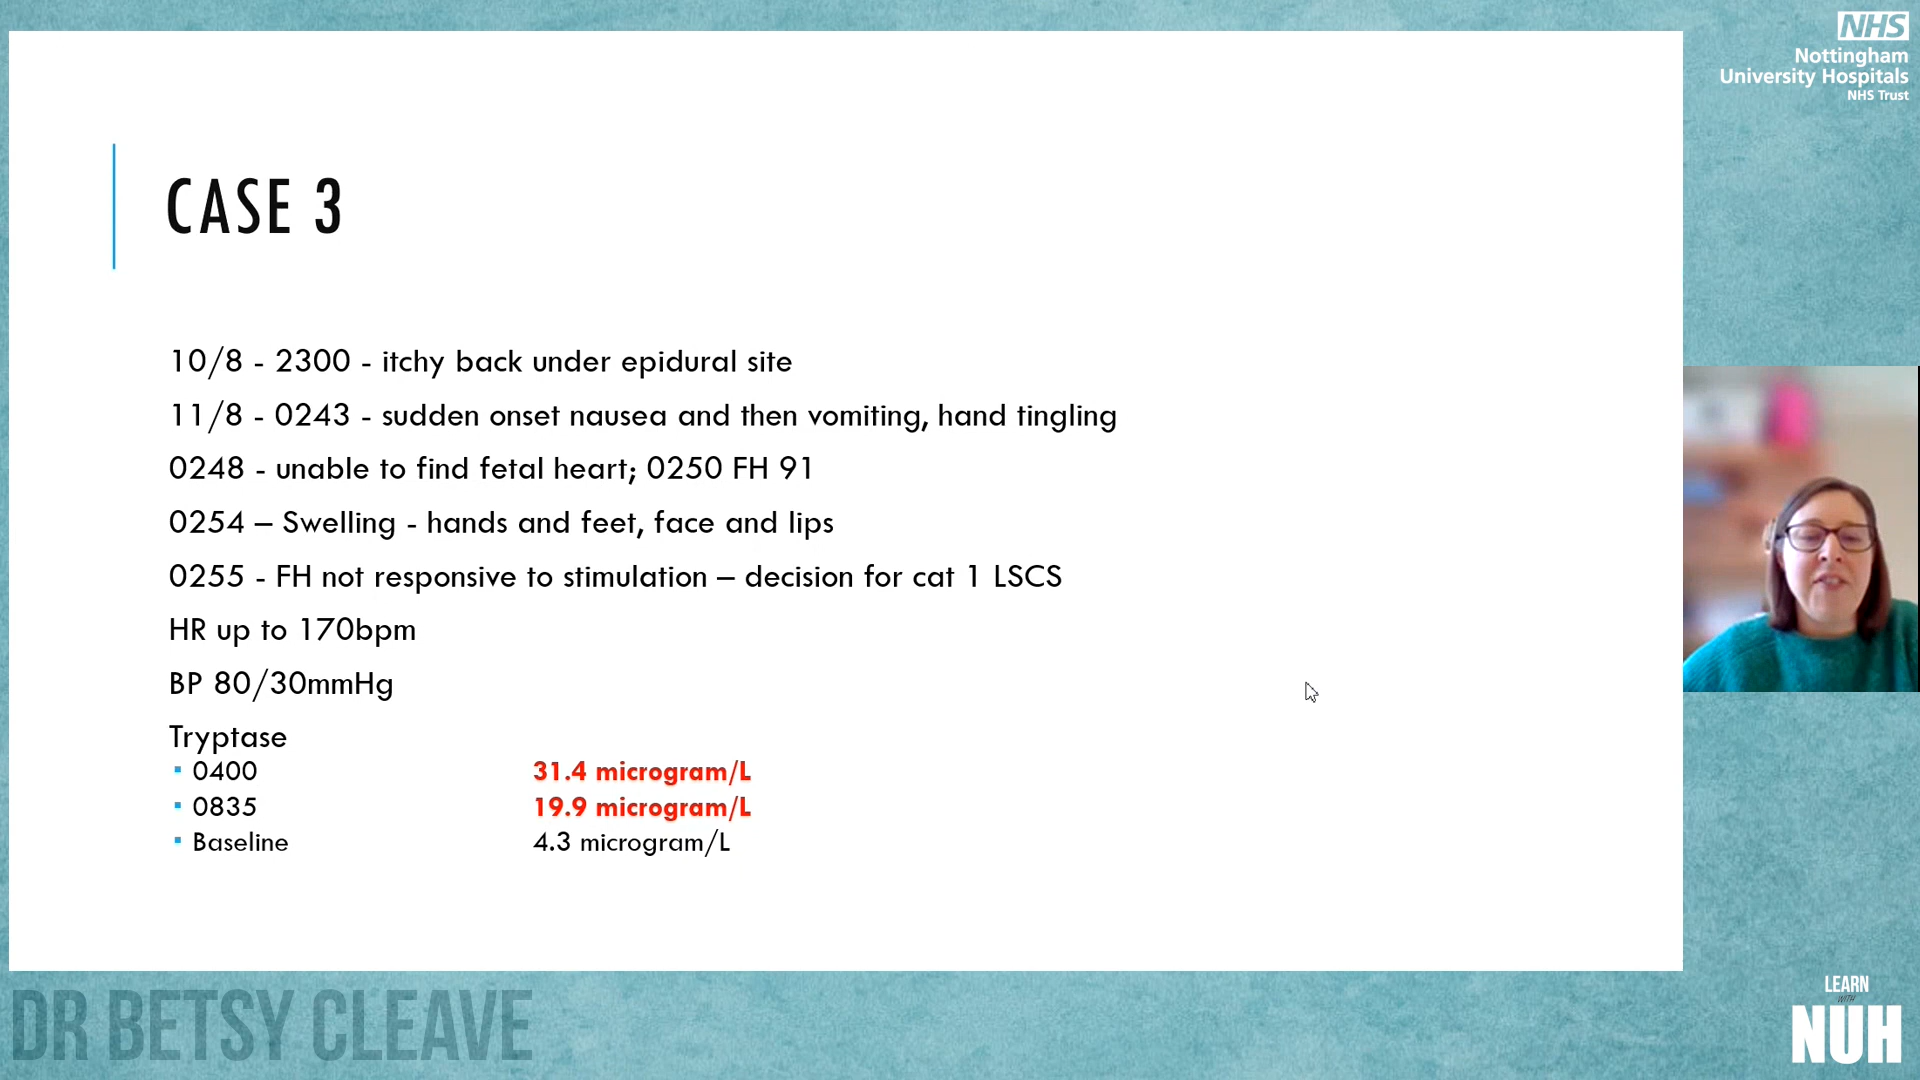 NHS
Nottingham
University Hospitals
NHS Trust
CASE 3
10/8 - 2300 - itchy back under epidural site
11/8 - 0243 - sudden onset nausea and then vomiting, hand tingling
0248 - unable to find fetal heart; 0250 FH 91
0254 – Swelling - hands and feet, face and lips
0255 - FH not responsive to stimulation – decision for cat 1 LSCS
HR up to 170bpm
BP 80/30mmHg
Tryptase
▪ 0400 31.4 microgram/L
▪ 0835 19.9 microgram/L
▪ Baseline 4.3 microgram/L
DR BETSY CLEAVE
LEARN
WITH
NUH